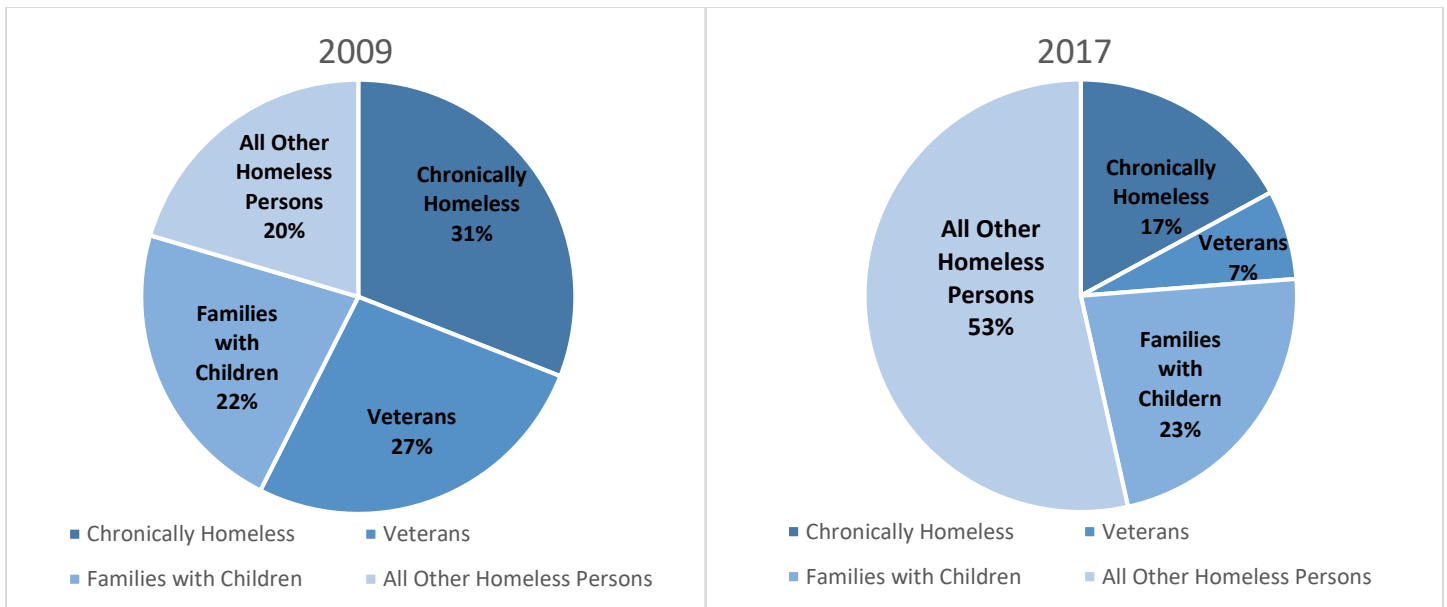 2009
All Other
Homeless
Persons
20%
Chronically
Homeless
31%
Families
with
Children
22%
Veterans
27%
Chronically Homeless
Veterans
Families with Children
All Other Homeless Persons
2017
Chronically
Homeless
17%
Veterans
7%
All Other
Homeless
Persons
53%
Families
with
Childern
23%
Chronically Homeless
Veterans
Families with Children
All Other Homeless Persons